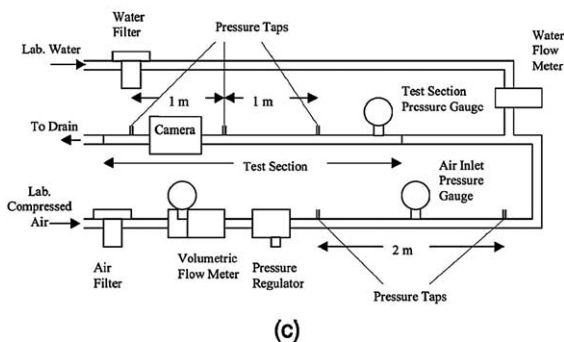 Water
Filter
Pressure Taps
Water
Flow
Meter
Lab. Water
1 m
1 m
Test Section
Pressure Gauge
To Drain
Camera
Test Section
Air Inlet
Pressure
Gauge
Lab.
Compressed
Air
2 m
Air
Filter
Volumetric
Flow Meter
Pressure
Regulator
Pressure Taps
(c)